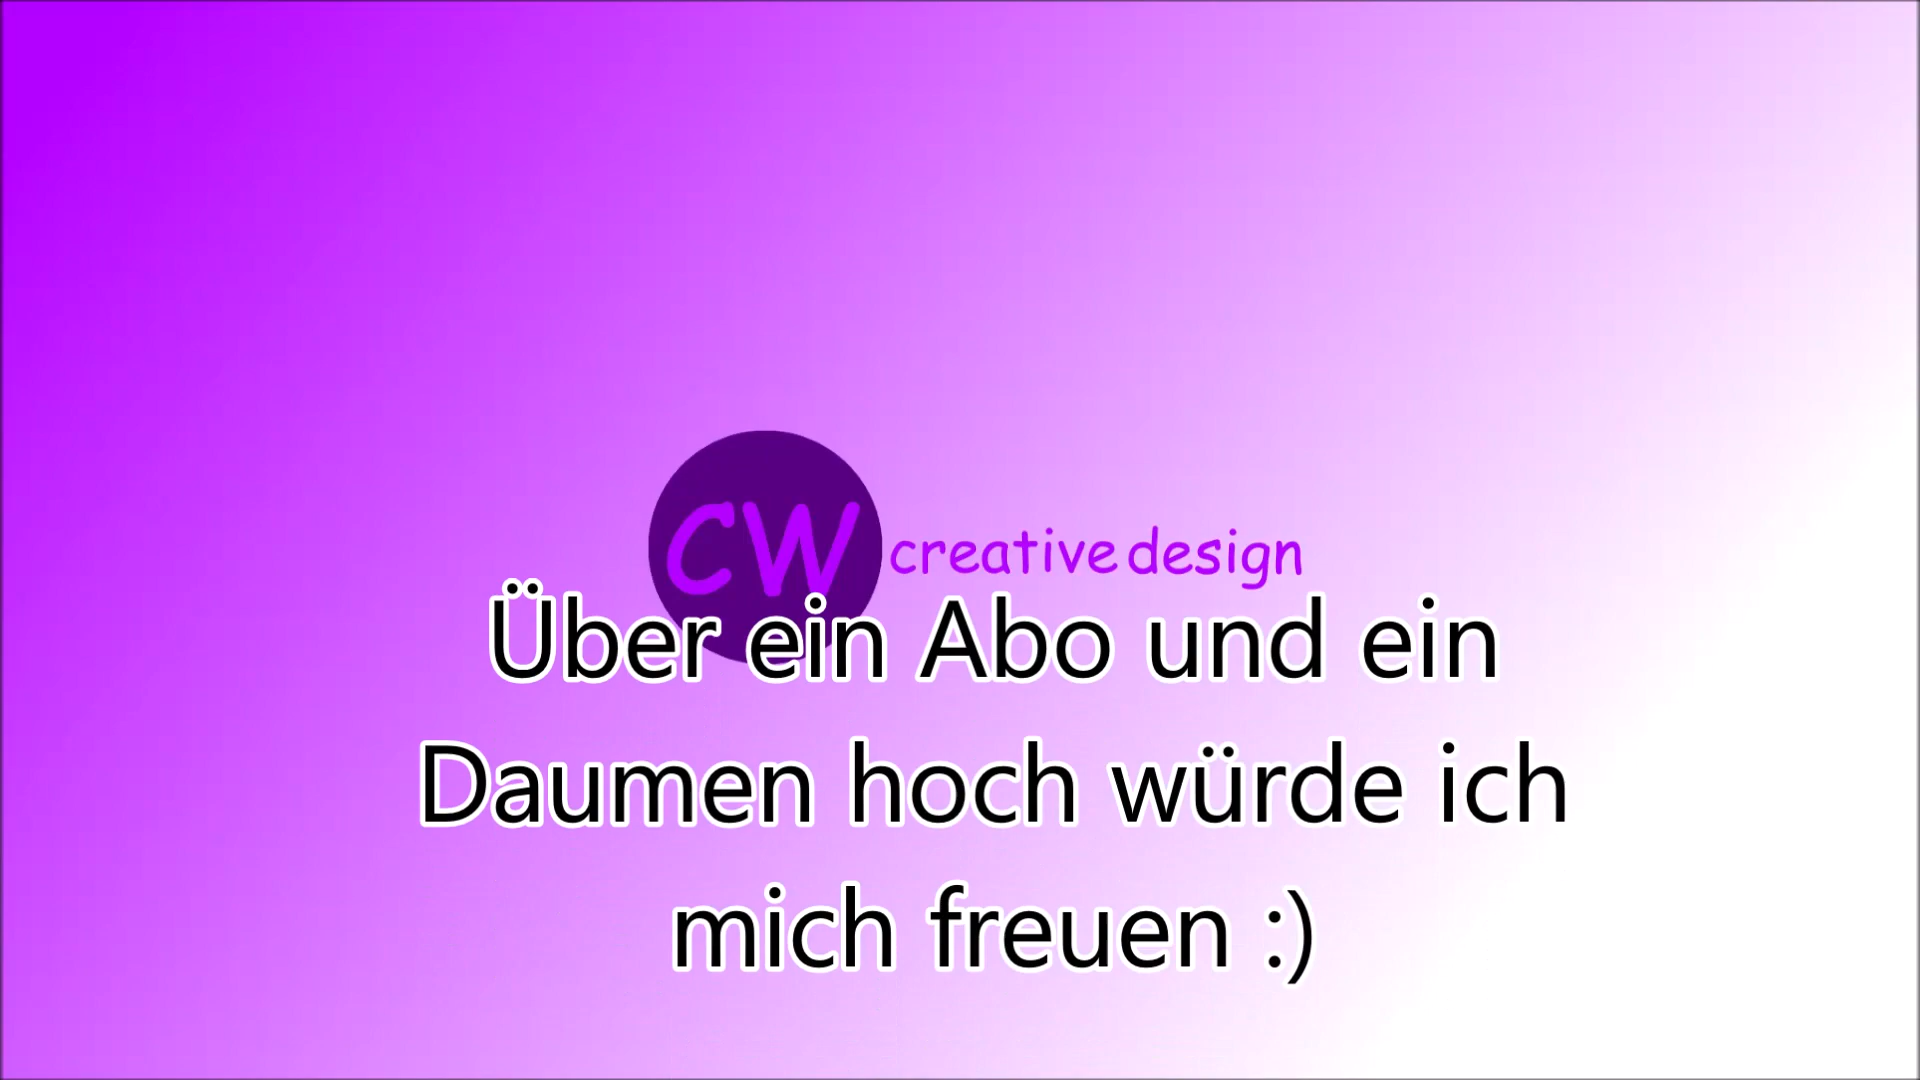 CW creative design
Über ein Abo und ein
Daumen hoch würde ich
mich freuen :)